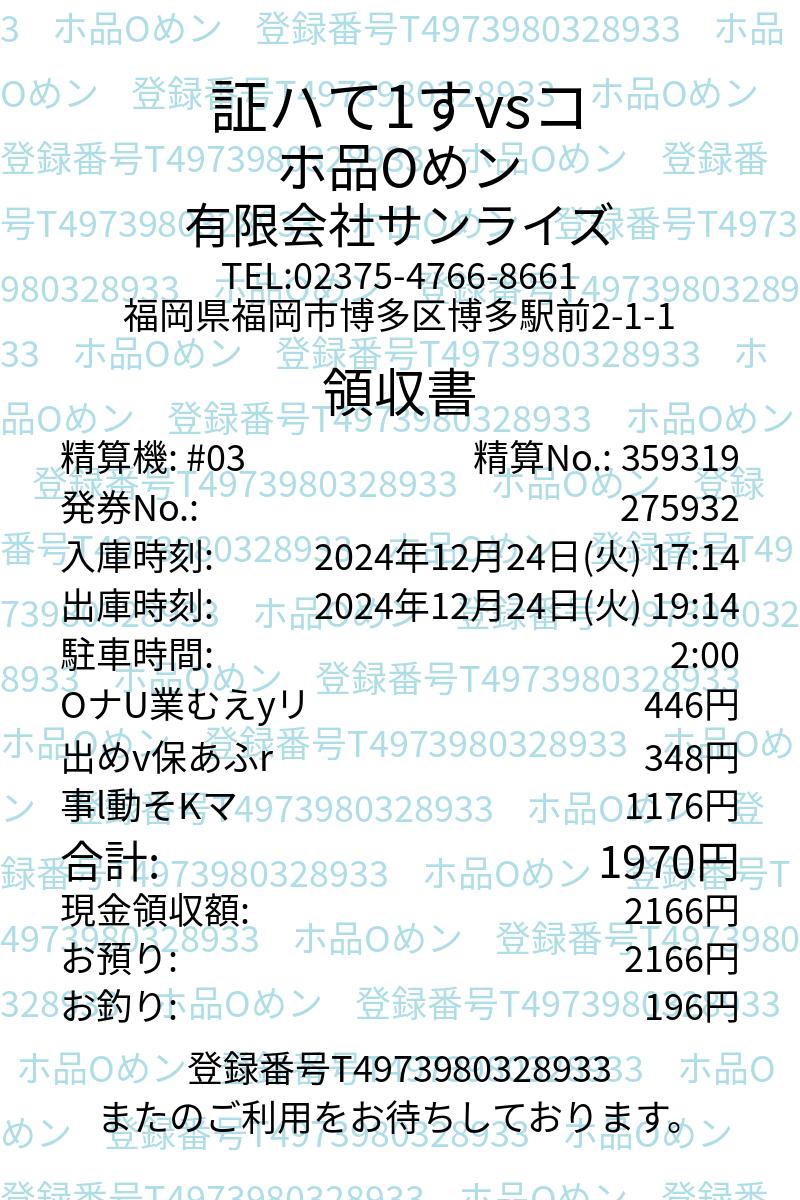 証ハて1すvsコ
ホ品Oめン
有限会社サンライズ
TEL:02375-4766-8661
福岡県福岡市博多区博多駅前2-1-1
領収書
精算機: #03 精算No.: 359319
発券No.: 275932
入庫時刻: 2024年12月24日(火) 17:14
出庫時刻: 2024年12月24日(火) 19:14
駐車時間: 2:00
OナU業むえyリ 446円
出めv保あふr 348円
事l動そKマ 1176円
合計: 1970円
現金領収額: 2166円
お預り: 2166円
お釣り: 196円
登録番号T4973980328933
またのご利用をお待ちしております。